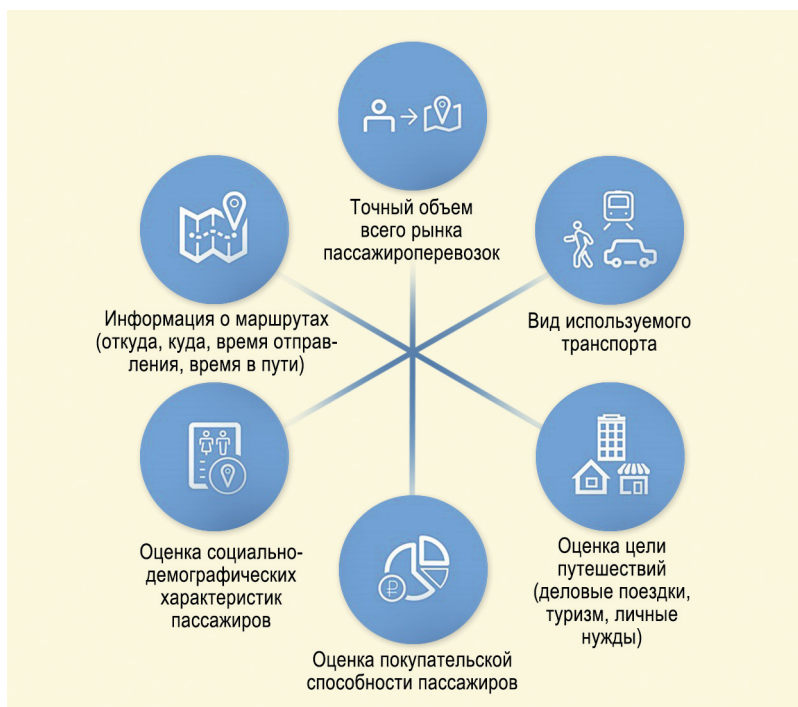 Точный объем
всего рынка
пассажироперевозок
Информация о маршрутах
(откуда, куда, время отправ-
ления, время в пути)
Вид используемого
транспорта
Оценка социально-
демографических
характеристик
пассажиров
Оценка цели
путешествий
(деловые поездки,
туризм, личные
нужды)
₽
Оценка покупательской
способности пассажиров